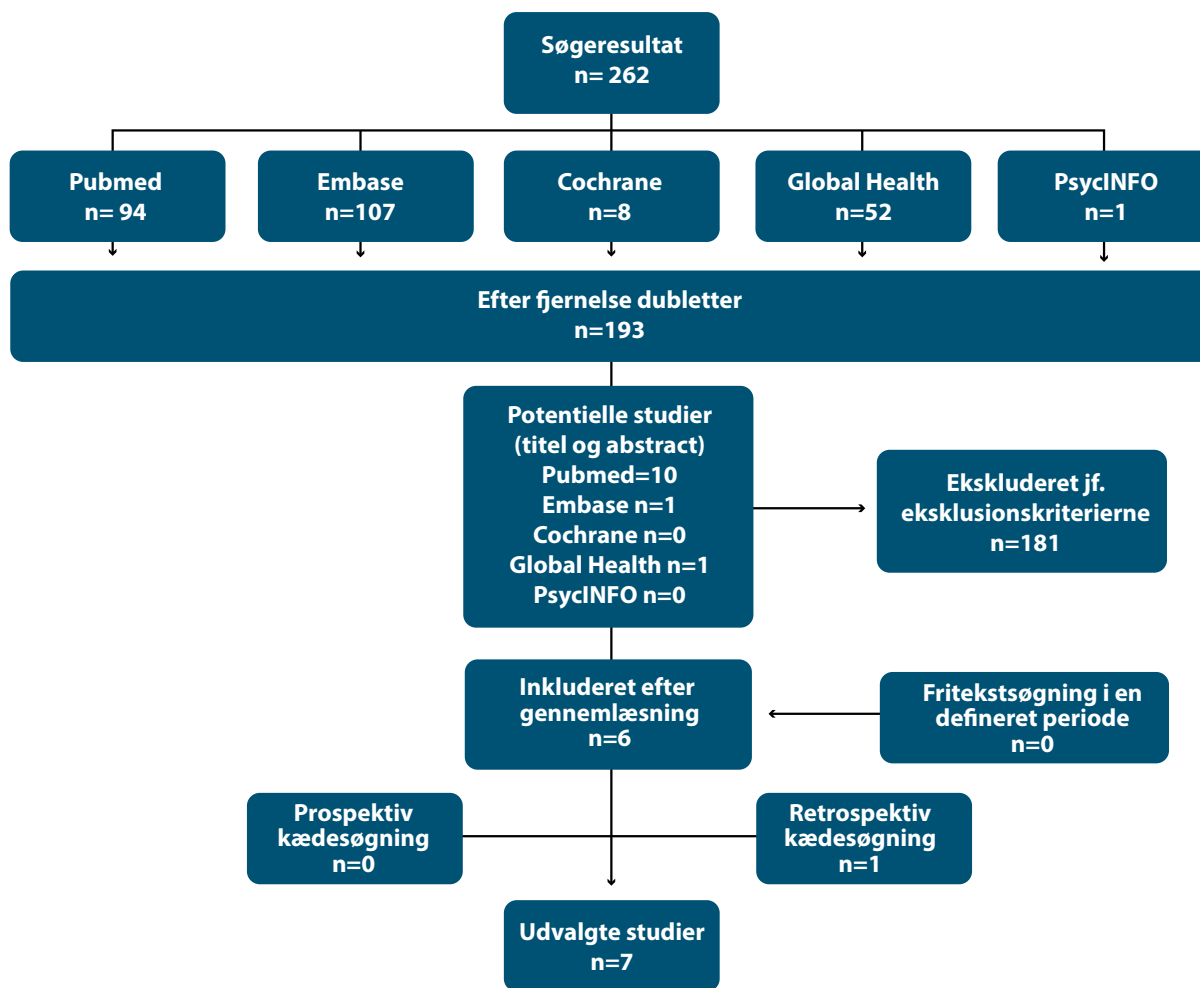 Søgeresultat
n= 262
Pubmed
n= 94
Embase
n=107
Cochrane
n=8
Global Health
n=52
PsycINFO
n=1
Efter fjernelse dubletter
n=193
Potentielle studier
(titel og abstract)
Pubmed=10
Embase n=1
Cochrane n=0
Global Health n=1
PsycINFO n=0
Ekskluderet jf.
eksklusionskriterierne
n=181
Inkluderet efter
gennemlæsning
n=6
Fritekstsøgning i en
defineret periode
n=0
Prospektiv
kædesøgning
n=0
Retrospektiv
kædesøgning
n=1
Udvalgte studier
n=7